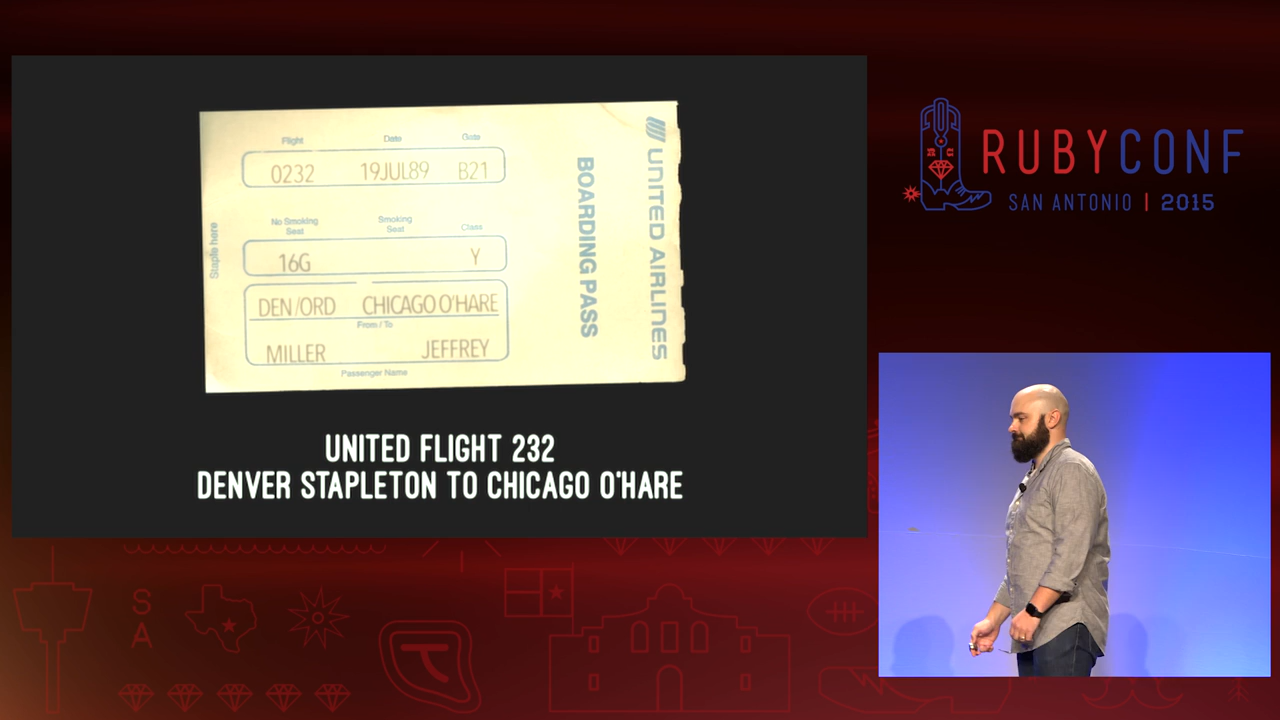 Flight Date Gate
0232 19JUL89 B21
No Smoking Seat Smoking Seat Class
16G Y
DEN/ORD CHICAGO O'HARE
From / To
MILLER JEFFREY
Passenger Name
Staple here
BOARDING PASS
UNITED AIRLINES
UNITED FLIGHT 232
DENVER STAPLETON TO CHICAGO O'HARE
RUBYCONF
SAN ANTONIO | 2015
S
A